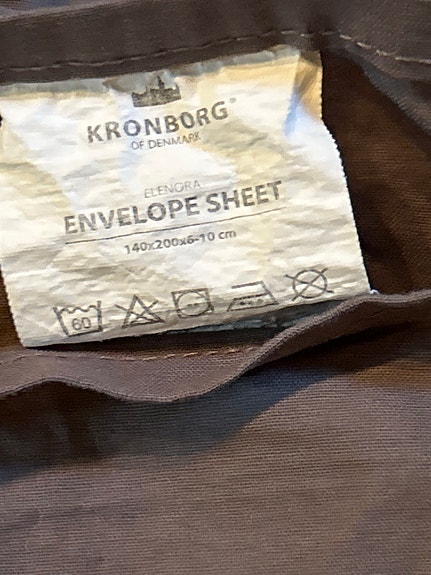 KRONBORG®
OF DENMARK
ELENORA
ENVELOPE SHEET
140x200x6-10 cm
60